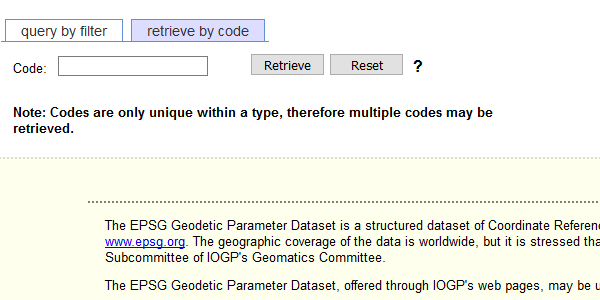 query by filter retrieve by code
Code: Retrieve Reset ?
Note: Codes are only unique within a type, therefore multiple codes may be
retrieved.
The EPSG Geodetic Parameter Dataset is a structured dataset of Coordinate Referen
www.epsg.org. The geographic coverage of the data is worldwide, but it is stressed tha
Subcommittee of IOGP's Geomatics Committee.
The EPSG Geodetic Parameter Dataset, offered through IOGP's web pages, may be u